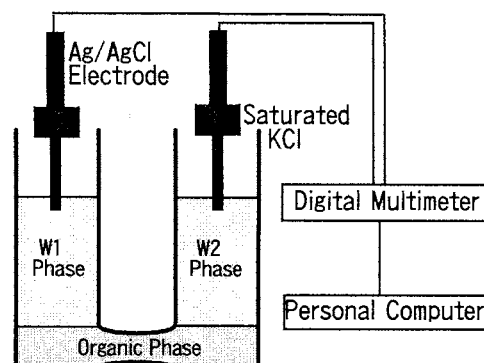 Ag/AgCl
Electrode
Saturated
KCl
Digital Multimeter
W1
Phase
W2
Phase
Personal Computer
Organic Phase